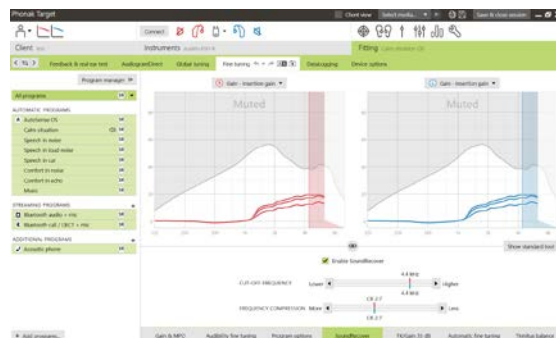 Phonak Target
Client view
Select media...
Save & close session
Connect
Client
Instruments
Fitting
Feedback & real ear test
AudiogramDirect
Global tuning
Fine tuning
Datalogging
Device options
Program manager
Gain - Insertion gain
Gain - Insertion gain
All programs
Muted
Muted
AUTOMATIC PROGRAMS
AutoSense OS
Calm situation
Speech in noise
Speech in loud noise
Speech in car
Comfort in noise
Comfort in echo
Music
STREAMING PROGRAMS
Bluetooth audio + mic
Bluetooth call / DECT + mic
ADDITIONAL PROGRAMS
Acoustic phone
Show standard tool
Enable SoundRecover
4.4 kHz
CUT-OFF FREQUENCY
Lower
Higher
4.4 kHz
CR 2:7
FREQUENCY COMPRESSION
More
Less
CR 2:7
Add program...
Gain & MPO
Audibility fine tuning
Program options
SoundRecover
TK/Gain 35 dB
Automatic fine tuning
Tinnitus balance